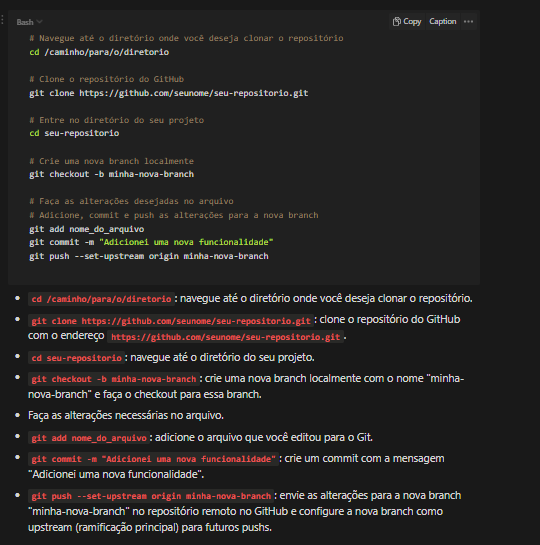 Bash
Copy Caption
# Navegue até o diretório onde você deseja clonar o repositório
cd /caminho/para/o/diretorio
# Clone o repositório do GitHub
git clone https://github.com/seunome/seu-repositorio.git
# Entre no diretório do seu projeto
cd seu-repositorio
# Crie uma nova branch localmente
git checkout -b minha-nova-branch
# Faça as alterações desejadas no arquivo
# Adicione, commit e push as alterações para a nova branch
git add nome_do_arquivo
git commit -m "Adicionei uma nova funcionalidade"
git push --set-upstream origin minha-nova-branch
• cd /caminho/para/o/diretorio : navegue até o diretório onde você deseja clonar o repositório.
• git clone https://github.com/seunome/seu-repositorio.git : clone o repositório do GitHub
com o endereço https://github.com/seunome/seu-repositorio.git .
• cd seu-repositorio : navegue até o diretório do seu projeto.
• git checkout -b minha-nova-branch : crie uma nova branch localmente com o nome "minha-
nova-branch" e faça o checkout para essa branch.
• Faça as alterações necessárias no arquivo.
• git add nome_do_arquivo : adicione o arquivo que você editou para o Git.
• git commit -m "Adicionei uma nova funcionalidade" : crie um commit com a mensagem
"Adicionei uma nova funcionalidade".
• git push --set-upstream origin minha-nova-branch : envie as alterações para a nova branch
"minha-nova-branch" no repositório remoto no GitHub e configure a nova branch como
upstream (ramificação principal) para futuros pushs.